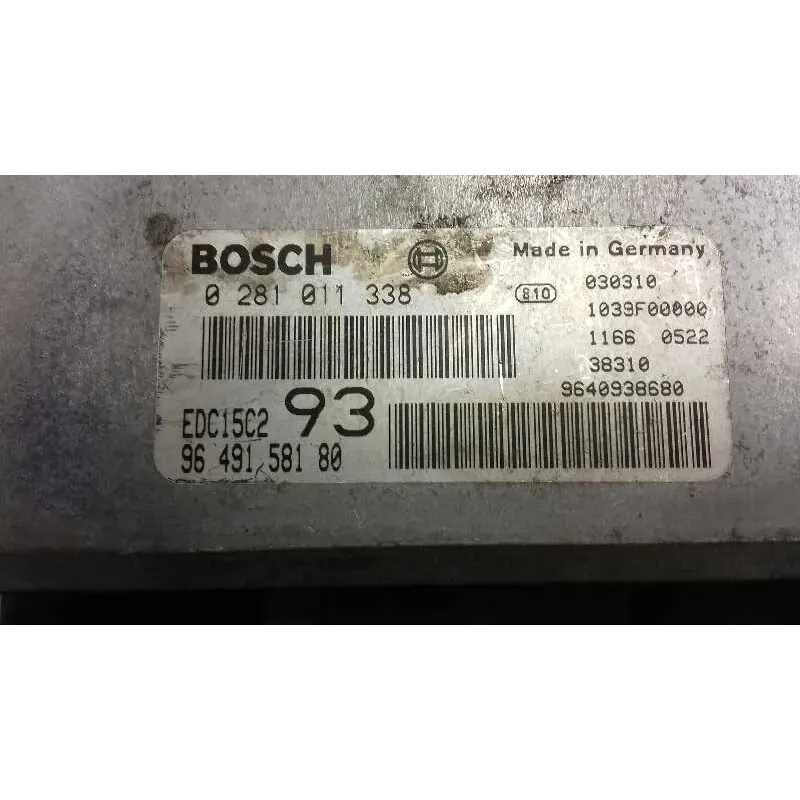 BOSCH
Made in Germany
0 281 011 338
810
030310
1039F00000
1166 0522
38310
9640938680
EDC15C2
93
96 491 581 80